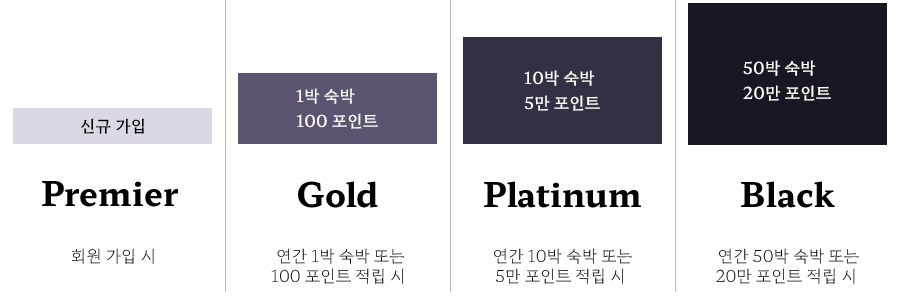 신규 가입
Premier
회원 가입 시
1박 숙박
100 포인트
Gold
연간 1박 숙박 또는
100 포인트 적립 시
10박 숙박
5만 포인트
Platinum
연간 10박 숙박 또는
5만 포인트 적립 시
50박 숙박
20만 포인트
Black
연간 50박 숙박 또는
20만 포인트 적립 시